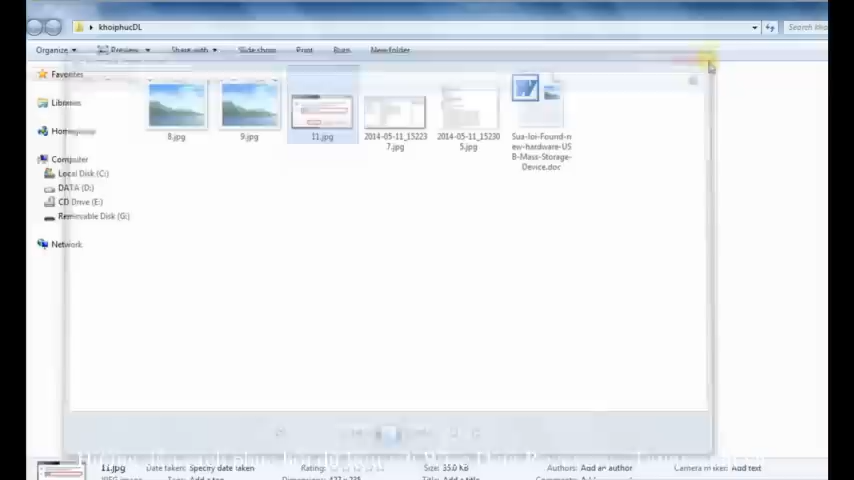 khoiphucDL
Organize
Preview
Share with
Slide show
Print
Burn
New folder
Favorites
Libraries
Homegroup
Computer
Local Disk (C:)
DATA (D:)
CD Drive (E:)
Removable Disk (G:)
Network
8.jpg
9.jpg
11.jpg
2014-05-11_15223
7.jpg
2014-05-11_15230
5.jpg
Sua-loi-Found-n
ew-hardware-US
B-Mass-Storage-
Device.doc
11.jpg
Date taken: Specify date taken
Rating:
Size: 35.0 KB
Authors: Add an author
Camera maker: Add text